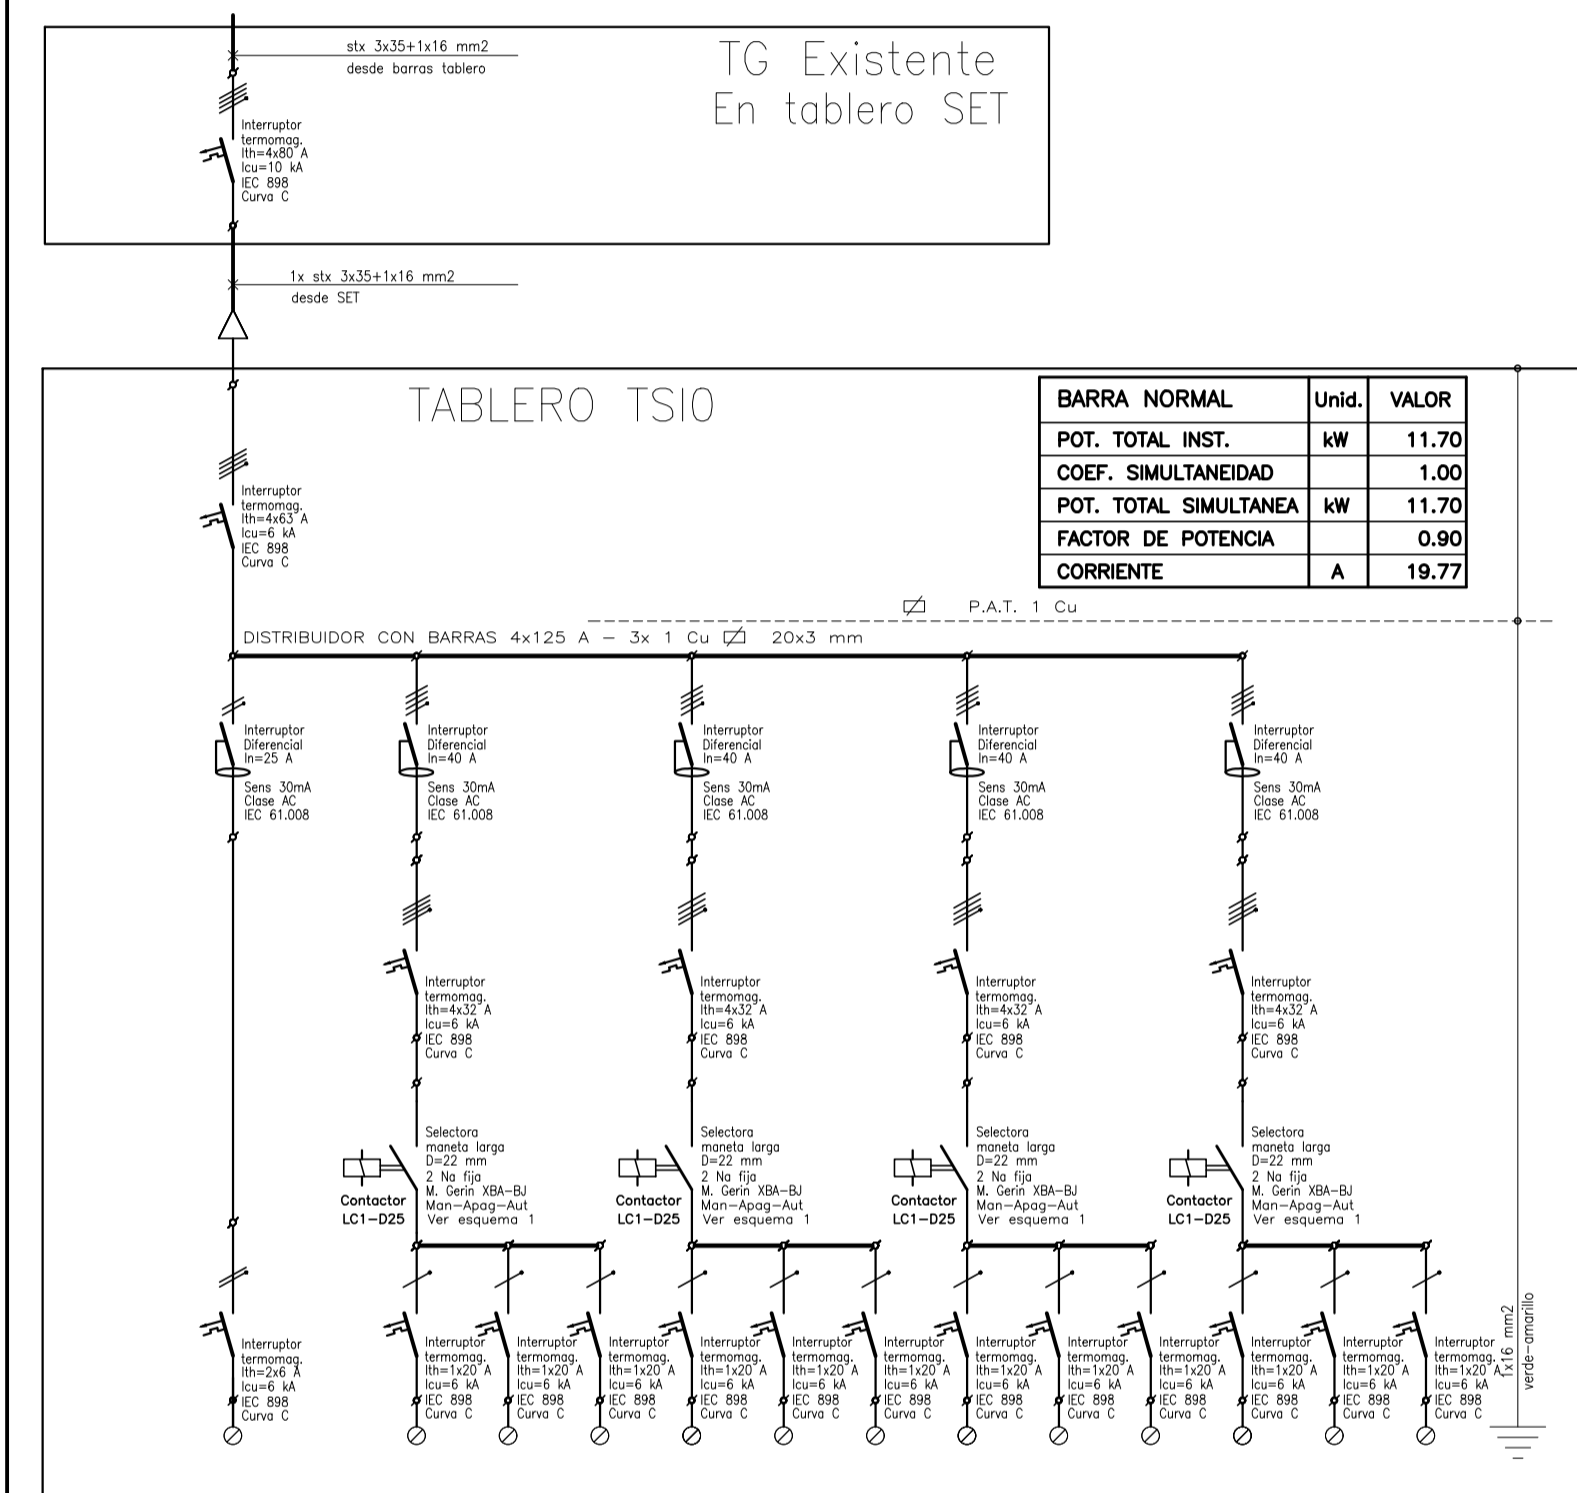 stx 3x35+1x16 mm2
desde barras tablero
TG Existente
En tablero SET
Interruptor
termomag.
Ith=4x80 A
Icu=10 kA
IEC 898
Curva C
1x stx 3x35+1x16 mm2
desde SET
TABLERO TSIO
BARRA NORMAL Unid. VALOR
POT. TOTAL INST. kW 11.70
COEF. SIMULTANEIDAD 1.00
POT. TOTAL SIMULTANEA kW 11.70
FACTOR DE POTENCIA 0.90
CORRIENTE A 19.77
Interruptor
termomag.
Ith=4x63 A
Icu=6 kA
IEC 898
Curva C
P.A.T. 1 Cu
DISTRIBUIDOR CON BARRAS 4x125 A - 3x 1 Cu 20x3 mm
Interruptor
Diferencial
In=25 A
Sens 30mA
Clase AC
IEC 61.008
Interruptor
Diferencial
In=40 A
Sens 30mA
Clase AC
IEC 61.008
Interruptor
Diferencial
In=40 A
Sens 30mA
Clase AC
IEC 61.008
Interruptor
Diferencial
In=40 A
Sens 30mA
Clase AC
IEC 61.008
Interruptor
Diferencial
In=40 A
Sens 30mA
Clase AC
IEC 61.008
Interruptor
termomag.
Ith=4x32 A
Icu=6 kA
IEC 898
Curva C
Interruptor
termomag.
Ith=4x32 A
Icu=6 kA
IEC 898
Curva C
Interruptor
termomag.
Ith=4x32 A
Icu=6 kA
IEC 898
Curva C
Interruptor
termomag.
Ith=4x32 A
Icu=6 kA
IEC 898
Curva C
Contactor
LC1-D25
Selectora
maneta larga
D=22 mm
2 Na fija
M. Gerin XBA-BJ
Man-Apag-Aut
Ver esquema 1
Contactor
LC1-D25
Selectora
maneta larga
D=22 mm
2 Na fija
M. Gerin XBA-BJ
Man-Apag-Aut
Ver esquema 1
Contactor
LC1-D25
Selectora
maneta larga
D=22 mm
2 Na fija
M. Gerin XBA-BJ
Man-Apag-Aut
Ver esquema 1
Contactor
LC1-D25
Selectora
maneta larga
D=22 mm
2 Na fija
M. Gerin XBA-BJ
Man-Apag-Aut
Ver esquema 1
Interruptor
termomag.
Ith=2x6 A
Icu=6 kA
IEC 898
Curva C
Interruptor
termomag.
Ith=1x20 A
Icu=6 kA
IEC 898
Curva C
Interruptor
termomag.
Ith=1x20 A
Icu=6 kA
IEC 898
Curva C
Interruptor
termomag.
Ith=1x20 A
Icu=6 kA
IEC 898
Curva C
Interruptor
termomag.
Ith=1x20 A
Icu=6 kA
IEC 898
Curva C
Interruptor
termomag.
Ith=1x20 A
Icu=6 kA
IEC 898
Curva C
Interruptor
termomag.
Ith=1x20 A
Icu=6 kA
IEC 898
Curva C
Interruptor
termomag.
Ith=1x20 A
Icu=6 kA
IEC 898
Curva C
Interruptor
termomag.
Ith=1x20 A
Icu=6 kA
IEC 898
Curva C
Interruptor
termomag.
Ith=1x20 A
Icu=6 kA
IEC 898
Curva C
Interruptor
termomag.
Ith=1x20 A
Icu=6 kA
IEC 898
Curva C
Interruptor
termomag.
Ith=1x20 A
Icu=6 kA
IEC 898
Curva C
Interruptor
termomag.
Ith=1x20 A
Icu=6 kA
IEC 898
Curva C
1x16 mm2
verde-amarillo